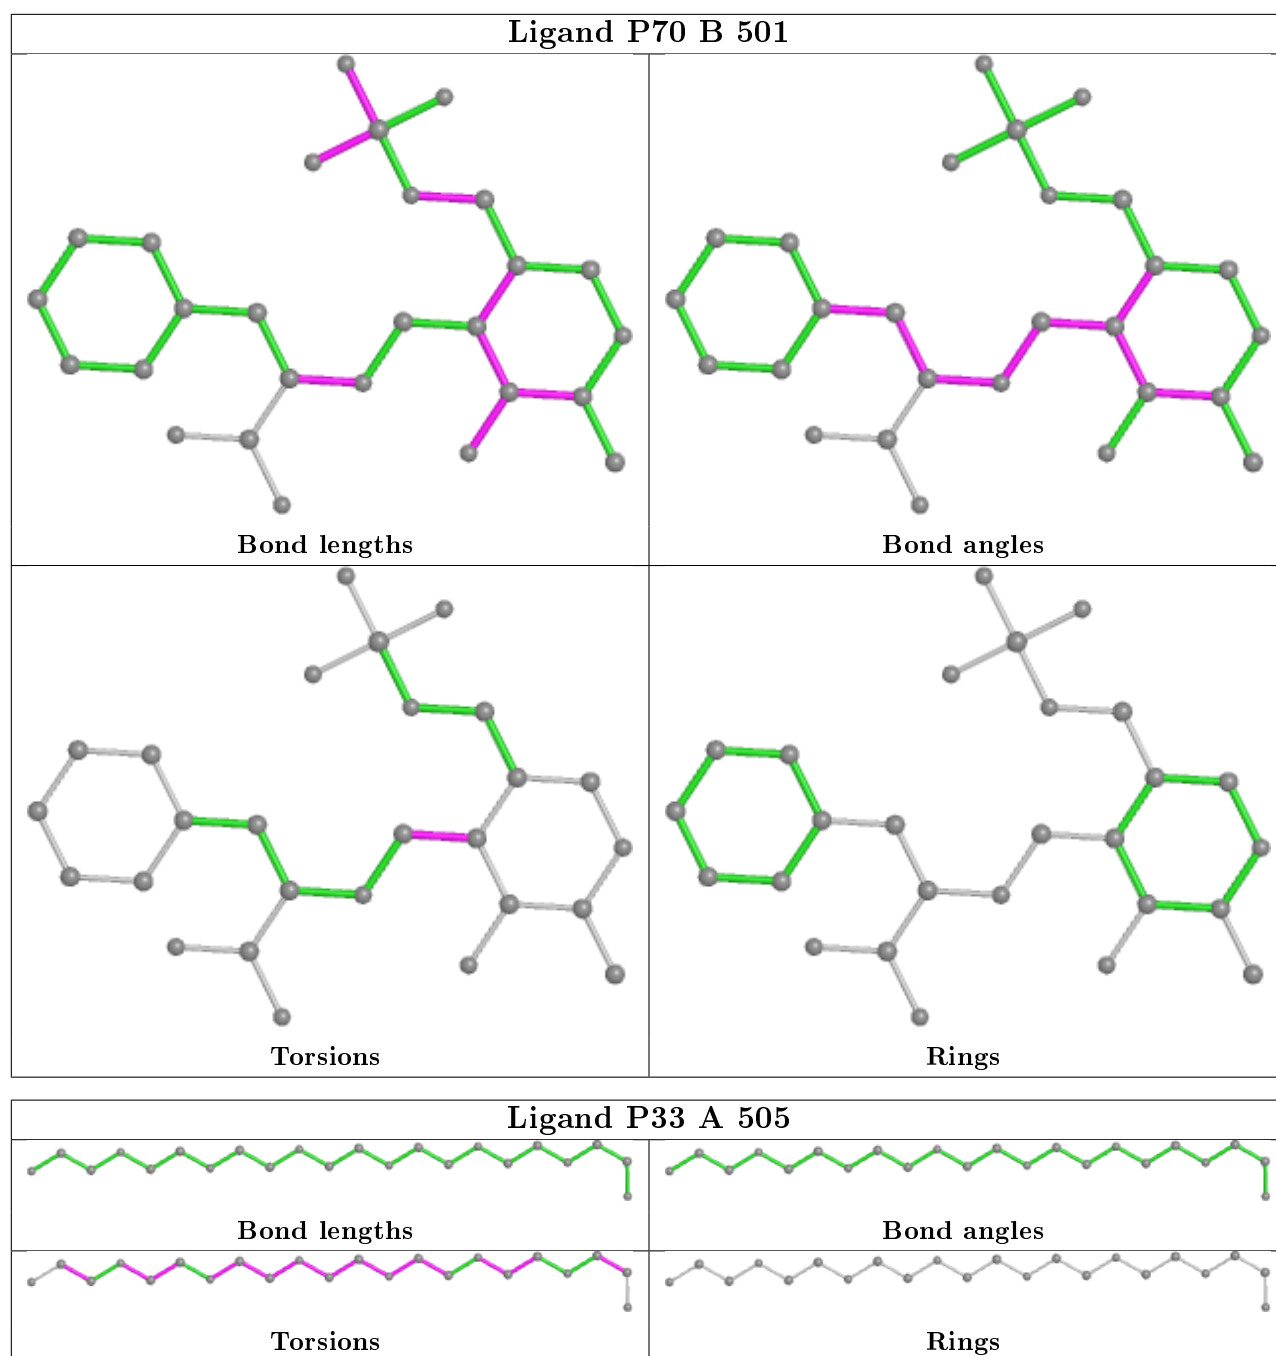 Ligand P70 B 501
Bond lengths
Bond angles
Torsions
Rings
Ligand P33 A 505
Bond lengths
Bond angles
Torsions
Rings